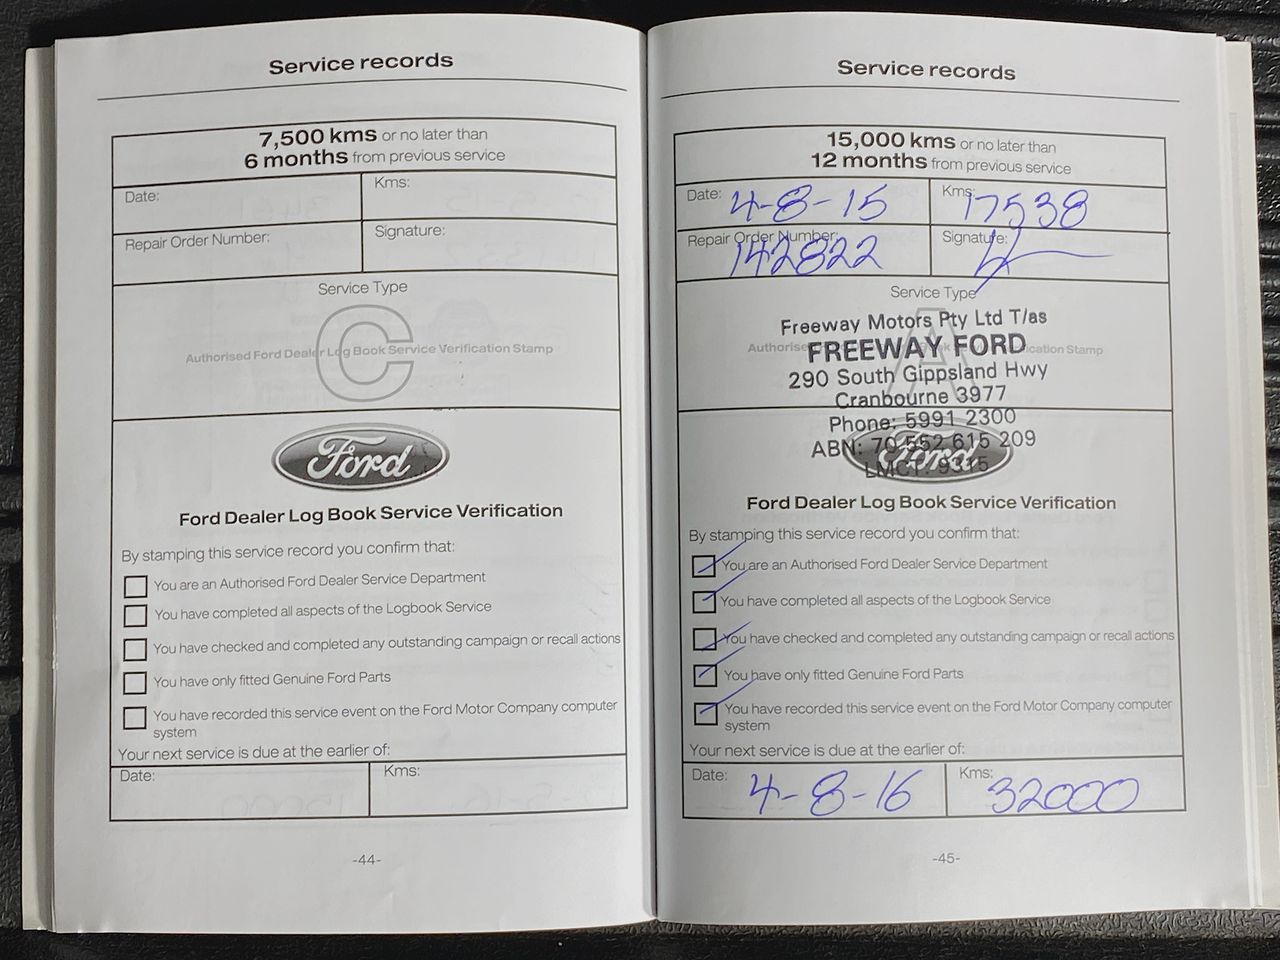 Service records
7,500 kms or no later than
6 months from previous service
Date:
Kms:
Repair Order Number:
Signature:
Service Type
C
Authorised Ford Dealer Log Book Service Verification Stamp
Ford
Ford Dealer Log Book Service Verification
By stamping this service record you confirm that:
You are an Authorised Ford Dealer Service Department
You have completed all aspects of the Logbook Service
You have checked and completed any outstanding campaign or recall actions
You have only fitted Genuine Ford Parts
You have recorded this service event on the Ford Motor Company computer
system
Your next service is due at the earlier of:
Date:
Kms:
-44-
Service records
15,000 kms or no later than
12 months from previous service
Date: 4-8-15
Kms: 17538
Repair Order Number: 142822
Signature:
Service Type
A
Freeway Motors Pty Ltd T/as
FREEWAY FORD
290 South Gippsland Hwy
Cranbourne 3977
Phone: 5991 2300
ABN: 70 552 615 209
LMCT: 9315
Ford
Ford Dealer Log Book Service Verification
By stamping this service record you confirm that:
You are an Authorised Ford Dealer Service Department
You have completed all aspects of the Logbook Service
You have checked and completed any outstanding campaign or recall actions
You have only fitted Genuine Ford Parts
You have recorded this service event on the Ford Motor Company computer
system
Your next service is due at the earlier of:
Date: 4-8-16
Kms: 32000
-45-